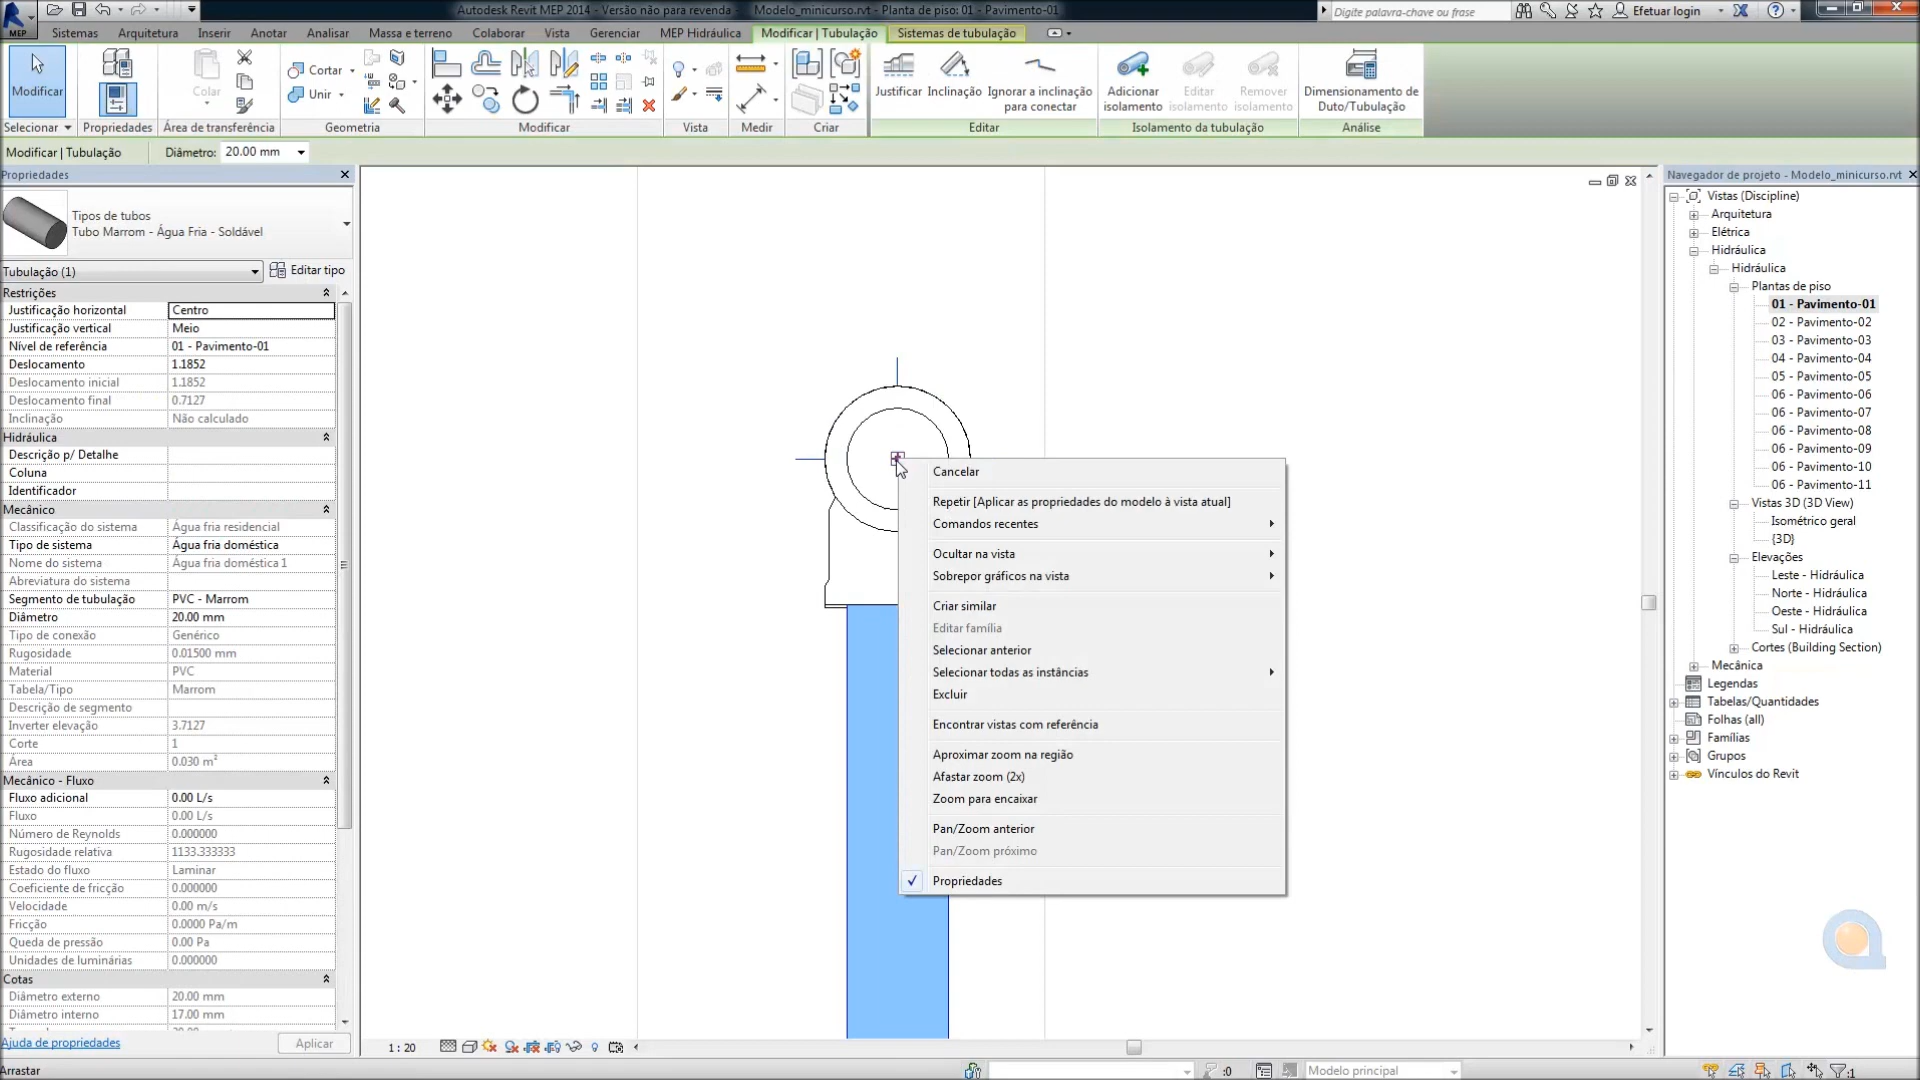 Autodesk Revit MEP 2014 - Versão não para revenda - Modelo_minicurso.rvt - Planta de piso: 01 - Pavimento-01
Digite palavra-chave ou frase
Efetuar login
MEP
Sistemas Arquitetura Inserir Anotar Analisar Massa e terreno Colaborar Vista Gerenciar MEP Hidráulica Modificar | Tubulação Sistemas de tubulação
Modificar
Colar
Cortar
Unir
Justificar Inclinação Ignorar a inclinação para conectar
Adicionar isolamento Editar isolamento Remover isolamento
Dimensionamento de Duto/Tubulação
Selecionar Propriedades Área de transferência Geometria Modificar Vista Medir Criar Editar Isolamento da tubulação Análise
Modificar | Tubulação Diâmetro: 20.00 mm
Propriedades
Tipos de tubos
Tubo Marrom - Água Fria - Soldável
Tubulação (1) Editar tipo
Restrições
Justificação horizontal Centro
Justificação vertical Meio
Nível de referência 01 - Pavimento-01
Deslocamento 1.1852
Deslocamento inicial 1.1852
Deslocamento final 0.7127
Inclinação Não calculado
Hidráulica
Descrição p/ Detalhe
Coluna
Identificador
Mecânico
Classificação do sistema Água fria residencial
Tipo de sistema Água fria doméstica
Nome do sistema Água fria doméstica 1
Abreviatura do sistema
Segmento de tubulação PVC - Marrom
Diâmetro 20.00 mm
Tipo de conexão Genérico
Rugosidade 0.01500 mm
Material PVC
Tabela/Tipo Marrom
Descrição de segmento
Inverter elevação 3.7127
Corte 1
Área 0.030 m²
Mecânico - Fluxo
Fluxo adicional 0.00 L/s
Fluxo 0.00 L/s
Número de Reynolds 0.000000
Rugosidade relativa 1133.333333
Estado do fluxo Laminar
Coeficiente de fricção 0.000000
Velocidade 0.00 m/s
Fricção 0.0000 Pa/m
Queda de pressão 0.00 Pa
Unidades de luminárias 0.000000
Cotas
Diâmetro externo 20.00 mm
Diâmetro interno 17.00 mm
Ajuda de propriedades Aplicar
Arrastar
Cancelar
Repetir [Aplicar as propriedades do modelo à vista atual]
Comandos recentes
Ocultar na vista
Sobrepor gráficos na vista
Criar similar
Editar família
Selecionar anterior
Selecionar todas as instâncias
Excluir
Encontrar vistas com referência
Aproximar zoom na região
Afastar zoom (2x)
Zoom para encaixar
Pan/Zoom anterior
Pan/Zoom próximo
Propriedades
1 : 20
:0
Modelo principal
:1
Navegador de projeto - Modelo_minicurso.rvt
Vistas (Discipline)
Arquitetura
Elétrica
Hidráulica
Hidráulica
Plantas de piso
01 - Pavimento-01
02 - Pavimento-02
03 - Pavimento-03
04 - Pavimento-04
05 - Pavimento-05
06 - Pavimento-06
06 - Pavimento-07
06 - Pavimento-08
06 - Pavimento-09
06 - Pavimento-10
06 - Pavimento-11
Vistas 3D (3D View)
Isométrico geral
{3D}
Elevações
Leste - Hidráulica
Norte - Hidráulica
Oeste - Hidráulica
Sul - Hidráulica
Cortes (Building Section)
Mecânica
Legendas
Tabelas/Quantidades
Folhas (all)
Famílias
Grupos
Vínculos do Revit